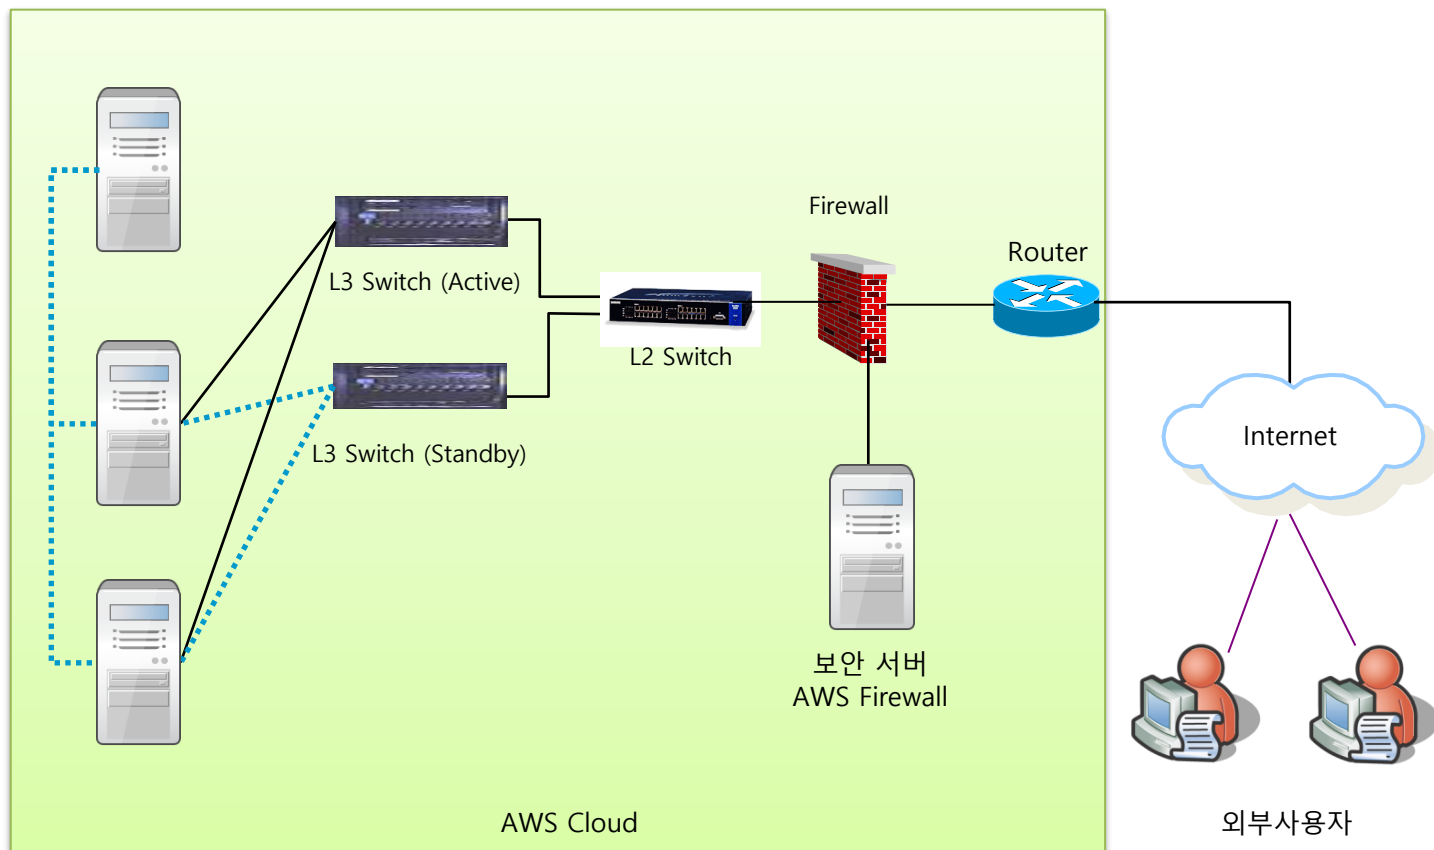 Firewall
Router
L3 Switch (Active)
L2 Switch
L3 Switch (Standby)
Internet
보안 서버
AWS Firewall
AWS Cloud
외부사용자